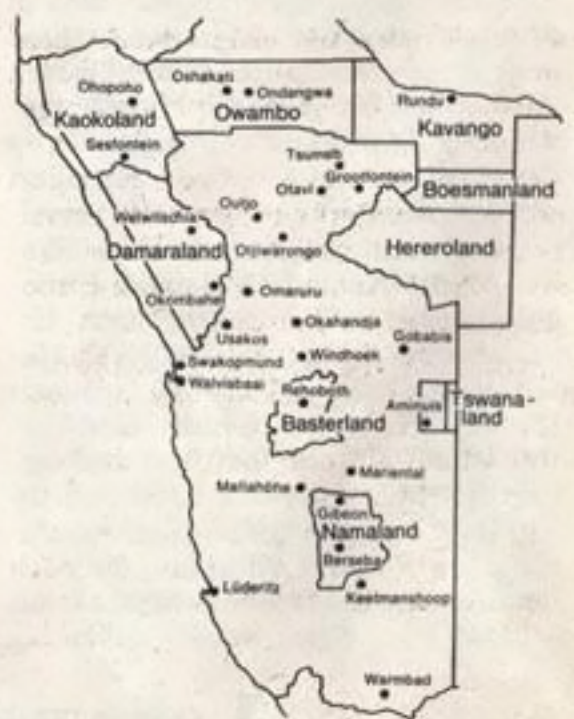 Ohopoho
Kaokoland
Sesfontein
Oshakati
Ondangwa
Owambo
Rundu
Kavango
Tsumeb
Grootfontein
Otavi
Boesmanland
Outjo
Welwitschia
Damaraland
Otjiwarongo
Hereroland
Okombahe
Omaruru
Usakos
Okahandja
Gobabis
Swakopmund
Windhoek
Walvisbaai
Rehoboth
Basterland
Aminuis
Tswana-
land
Mariental
Maltahöhe
Gibeon
Namaland
Berseba
Lüderitz
Keetmanshoop
Warmbad